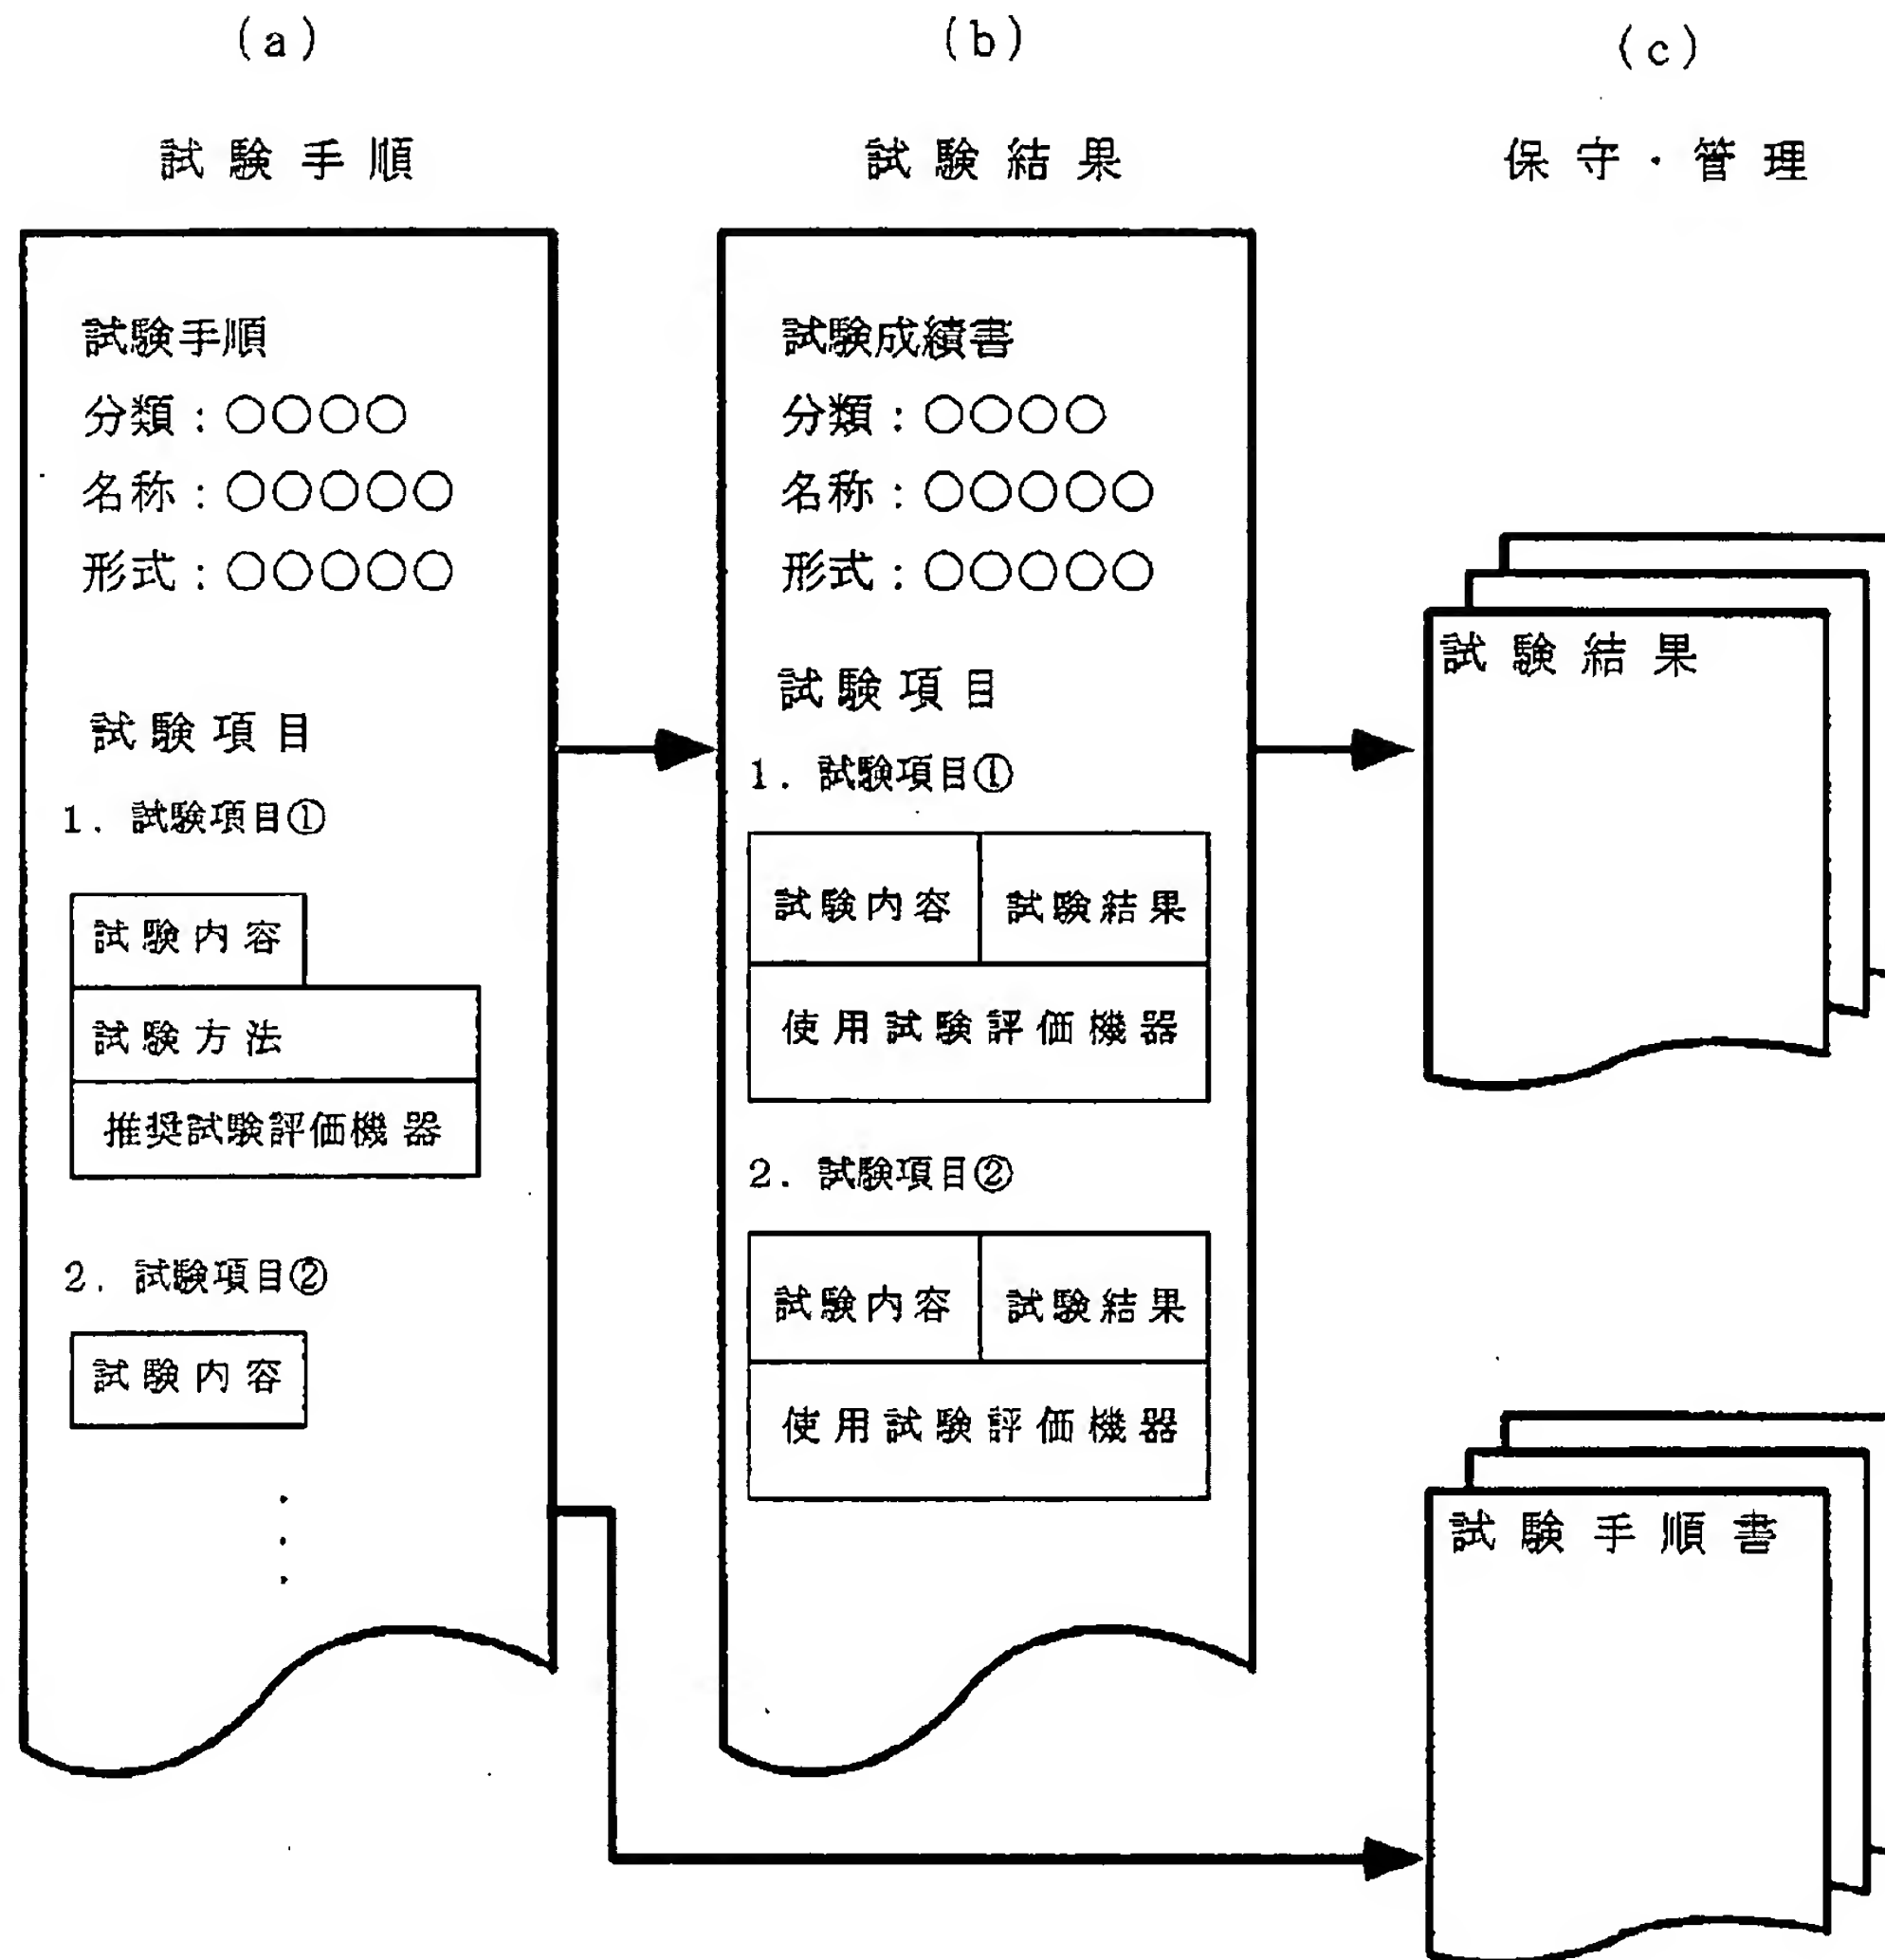 (a)
試験手順
試験手順
分類：○○○○
名称：○○○○○
形式：○○○○○
試験項目
1. 試験項目①
試験内容
試験方法
推奨試験評価機器
2. 試験項目②
試験内容
(b)
試験結果
試験成績書
分類：○○○○
名称：○○○○○
形式：○○○○○
試験項目
1. 試験項目①
試験内容
試験結果
使用試験評価機器
2. 試験項目②
試験内容
試験結果
使用試験評価機器
(c)
保守・管理
試験結果
試験手順書